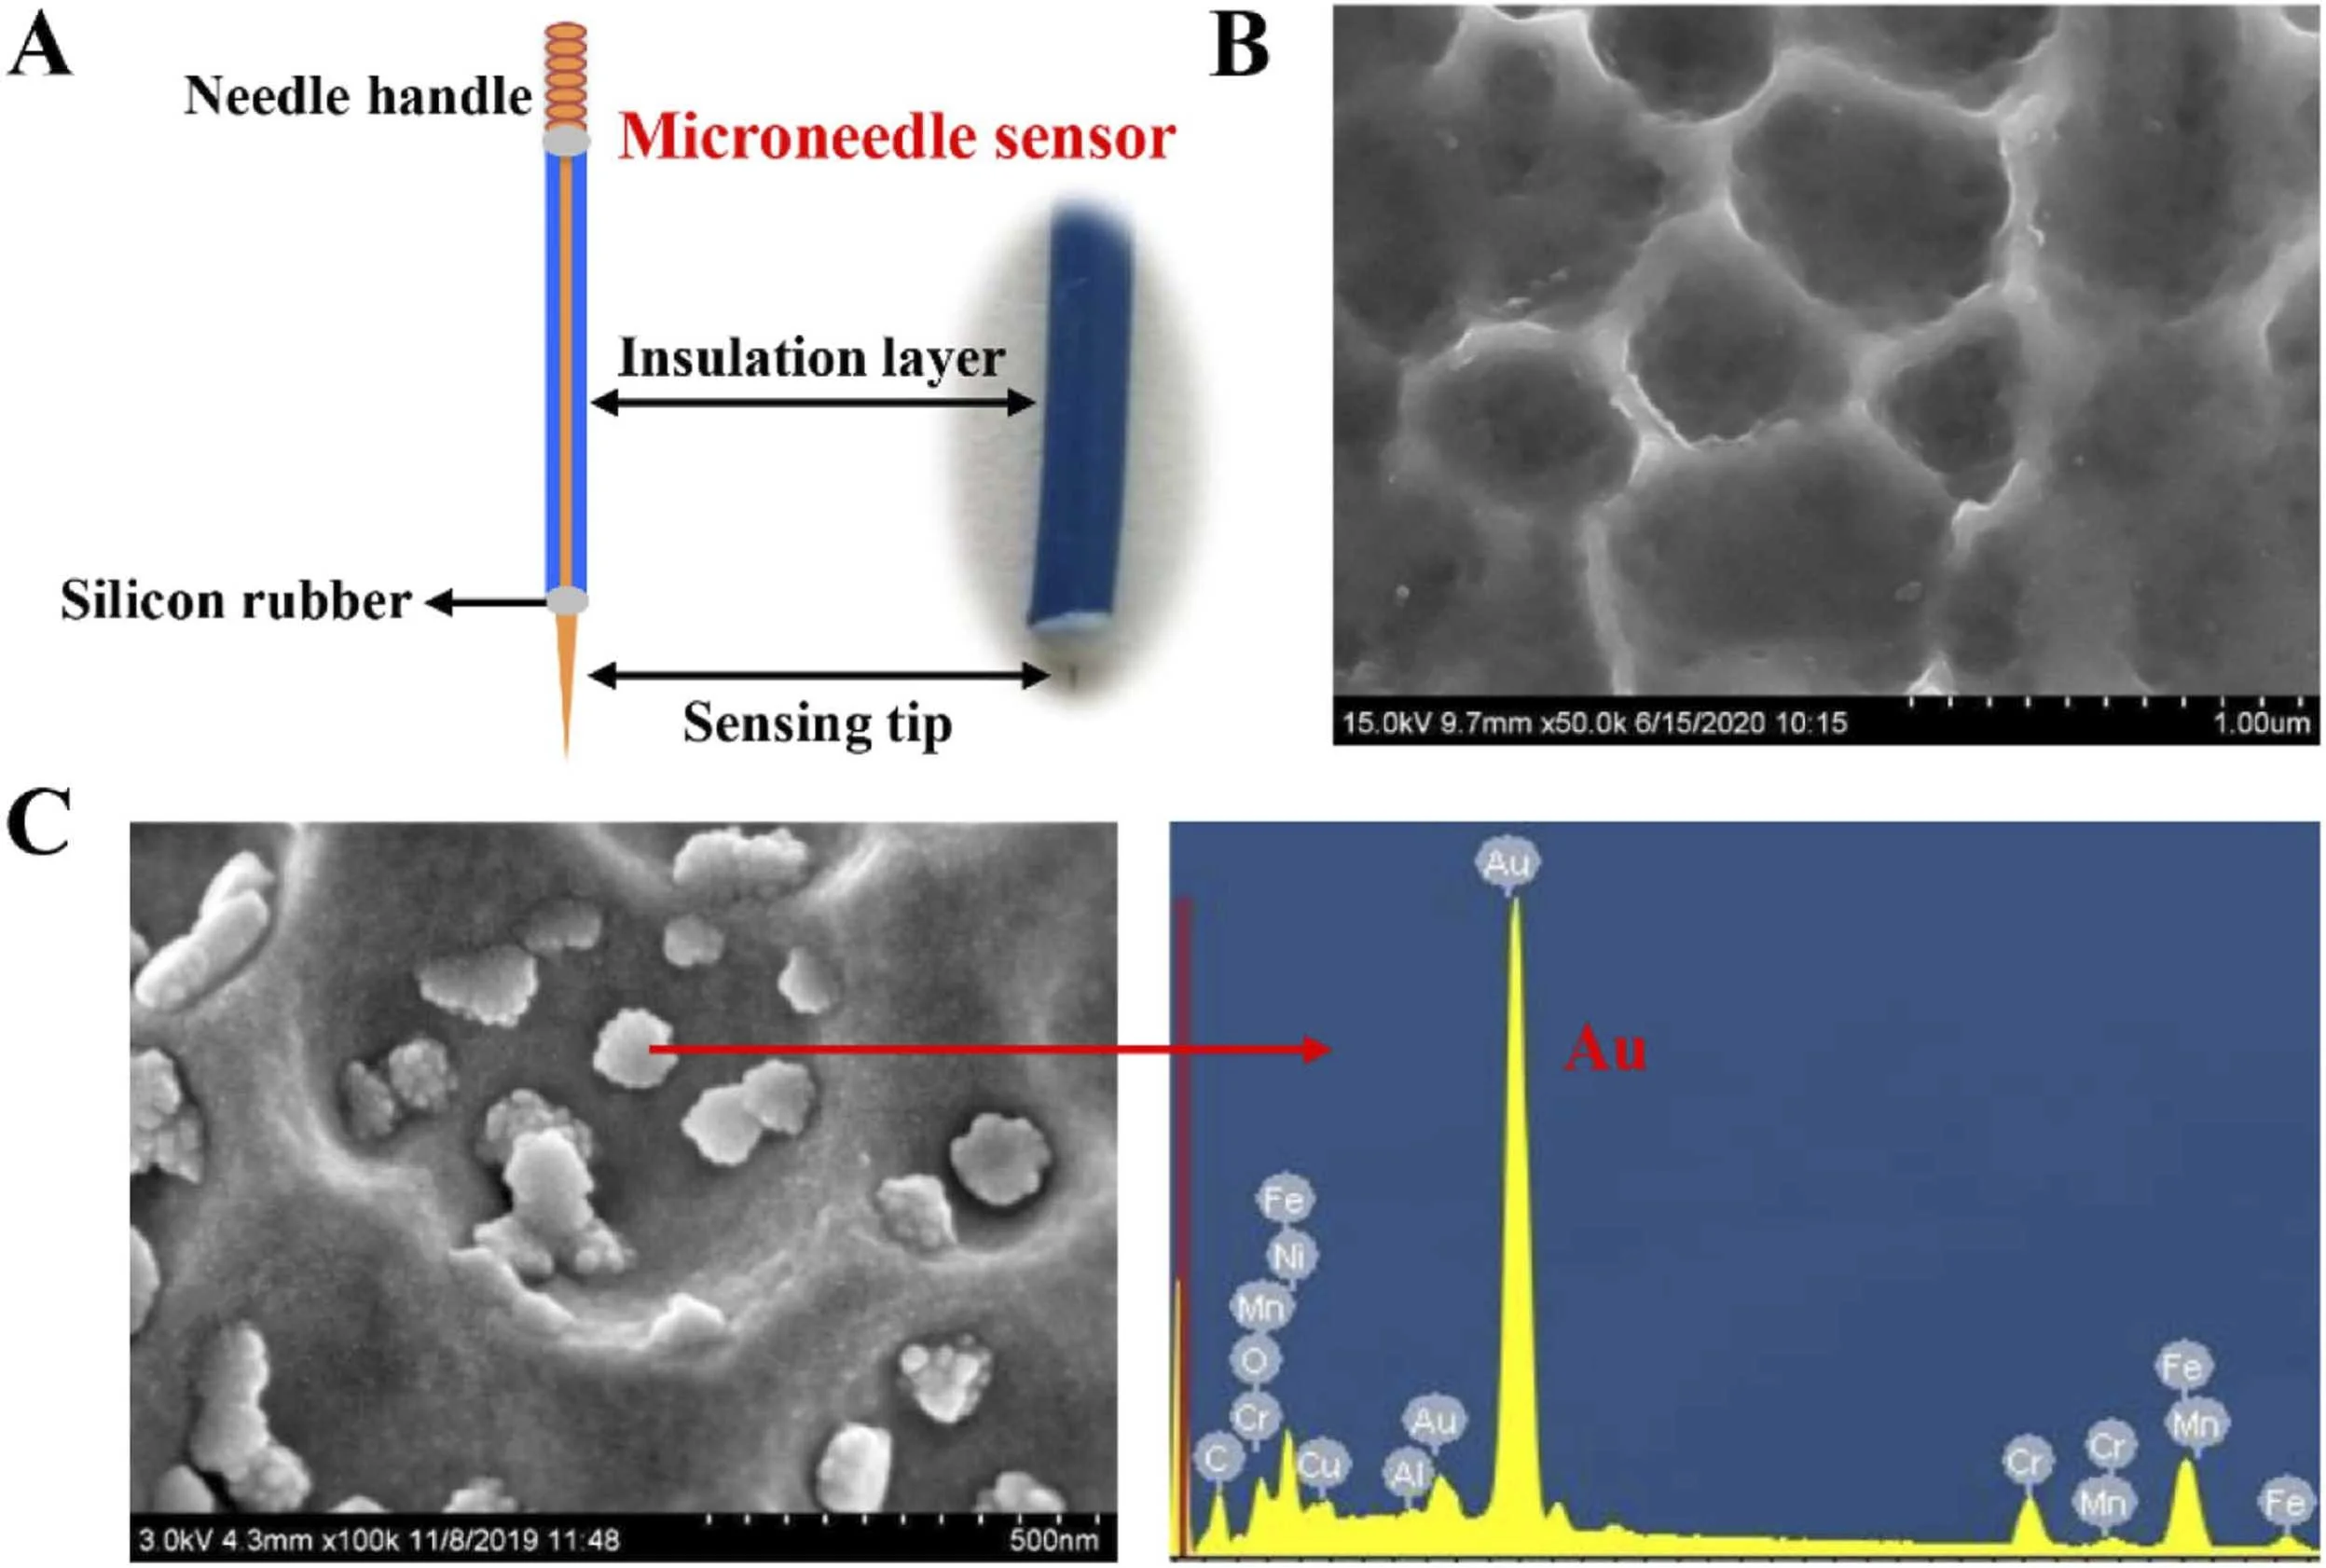 A
Needle handle
Microneedle sensor
Insulation layer
Silicon rubber
Sensing tip
B
15.0kV 9.7mm x50.0k 6/15/2020 10:15
1.00um
C
3.0kV 4.3mm x100k 11/8/2019 11:48
500nm
Au
Au
Fe
Ni
Mn
O
Cr
C
Cu
Al
Au
Cr
Cr
Mn
Fe
Mn
Fe